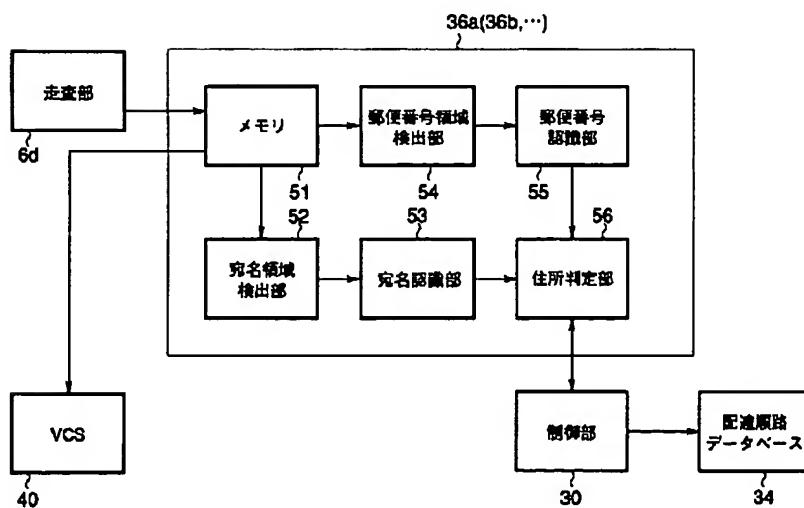 36a(36b,…)
走査部
6d
メモリ
51
郵便番号領域
検出部
54
郵便番号
認識部
55
52
宛名領域
検出部
53
宛名認識部
56
住所判定部
VCS
40
制御部
30
配達順路
データベース
34